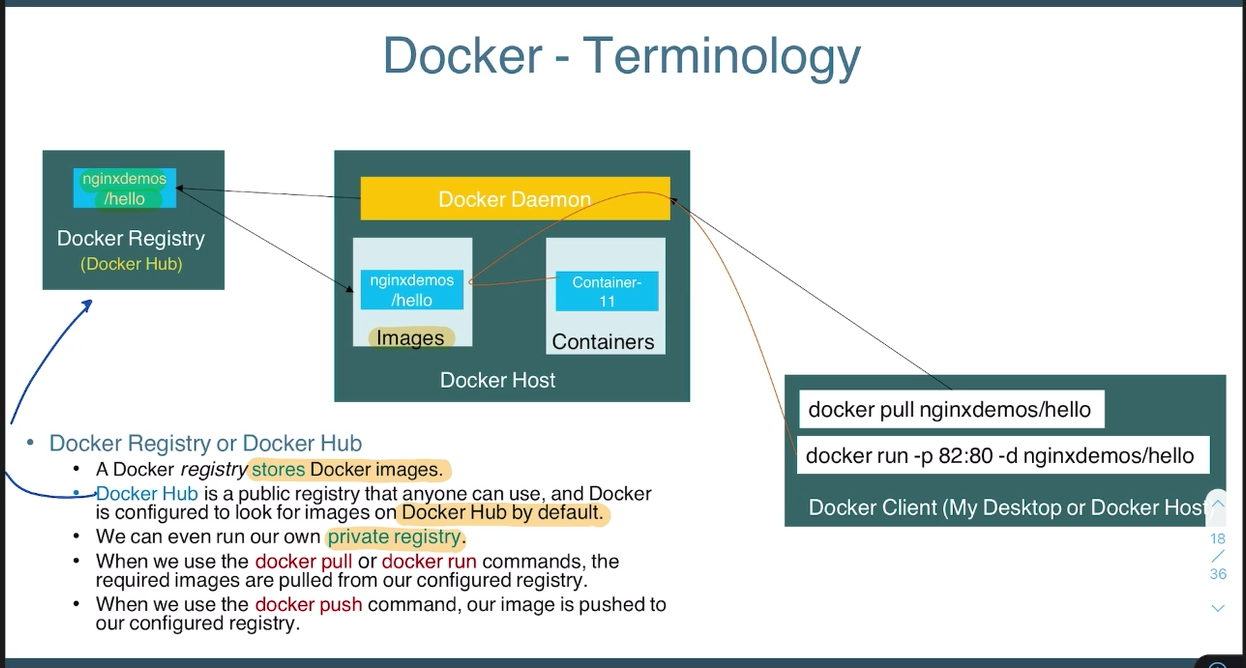 Docker - Terminology
nginxdemos
/hello
Docker Registry
(Docker Hub)
Docker Daemon
nginxdemos
/hello
Images
Container-
11
Containers
Docker Host
docker pull nginxdemos/hello
docker run -p 82:80 -d nginxdemos/hello
Docker Client (My Desktop or Docker Host)
• Docker Registry or Docker Hub
• A Docker registry stores Docker images.
• Docker Hub is a public registry that anyone can use, and Docker
is configured to look for images on Docker Hub by default.
• We can even run our own private registry.
• When we use the docker pull or docker run commands, the
required images are pulled from our configured registry.
• When we use the docker push command, our image is pushed to
our configured registry.
18
/
36